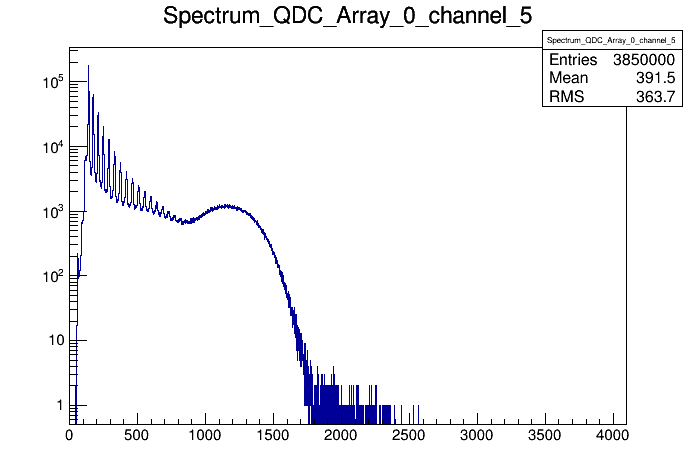 Spectrum_QDC_Array_0_channel_5
Spectrum_QDC_Array_0_channel_5
Entries 3850000
Mean 391.5
RMS 363.7
10^5
10^4
10^3
10^2
10
1
0 500 1000 1500 2000 2500 3000 3500 4000